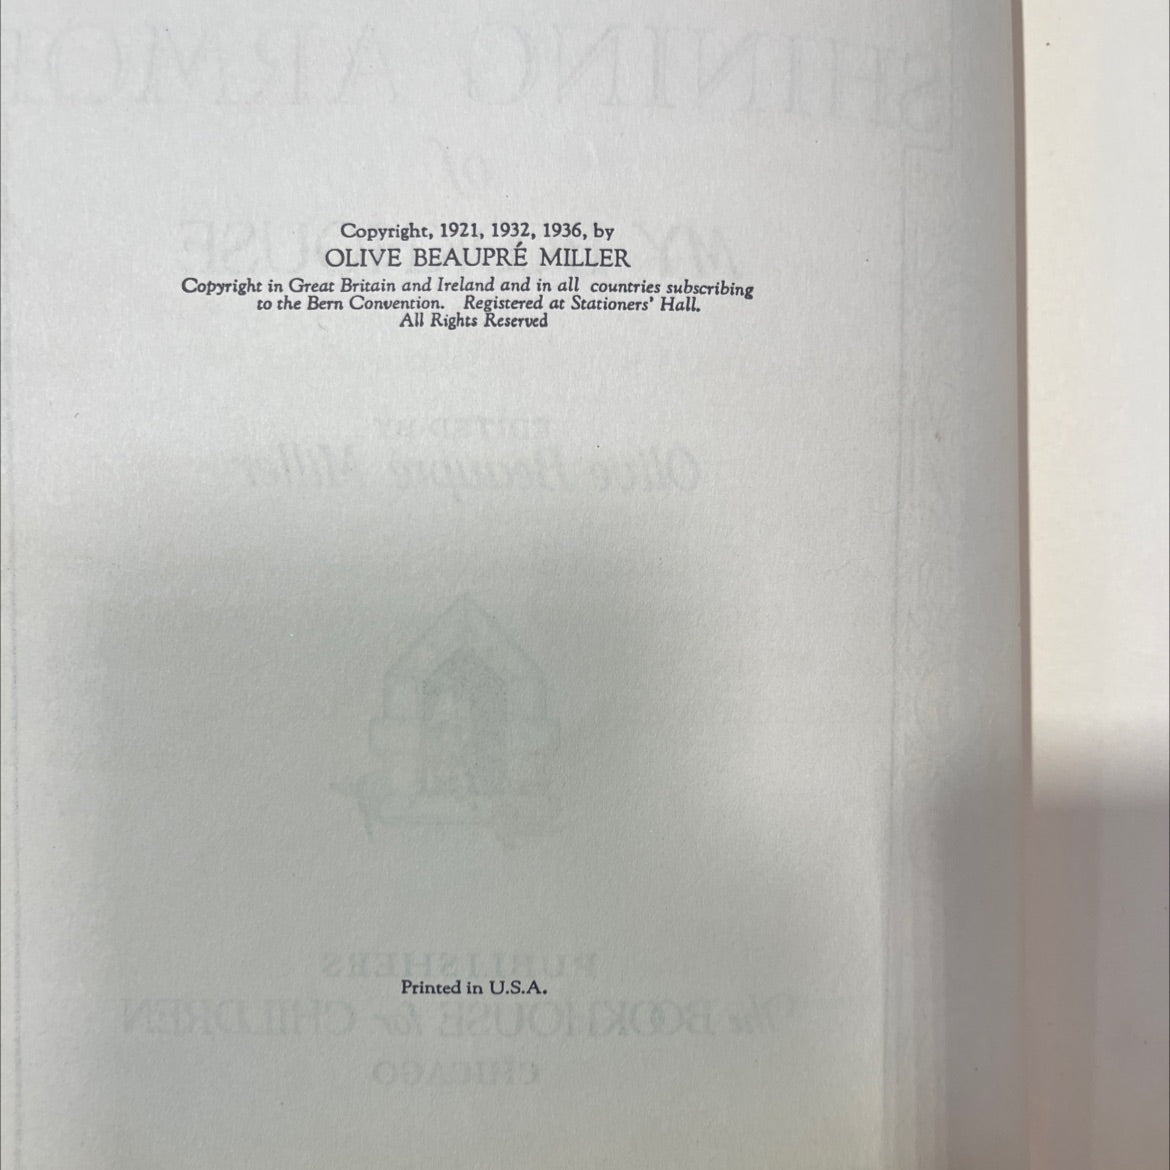 Copyright, 1921, 1932, 1936, by
OLIVE BEAUPRÉ MILLER
Copyright in Great Britain and Ireland and in all countries subscribing
to the Bern Convention. Registered at Stationers' Hall.
All Rights Reserved
Printed in U.S.A.